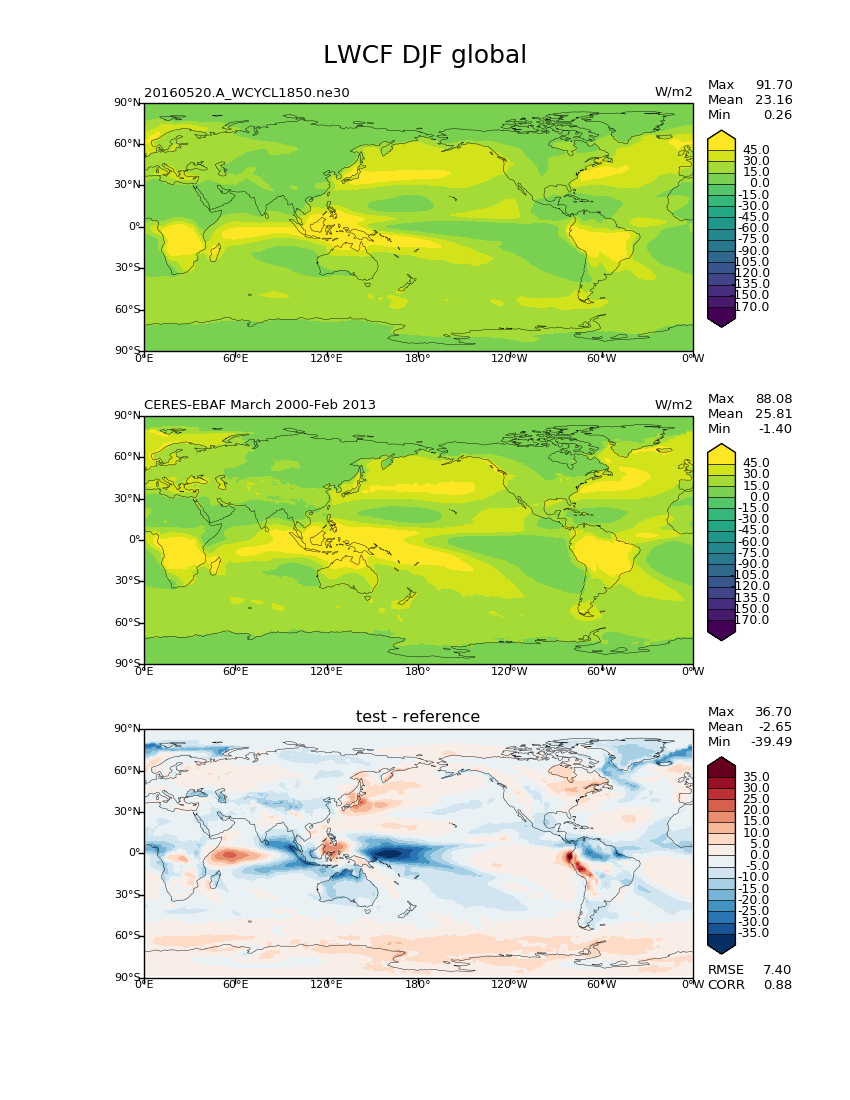 LWCF DJF global
20160520.A_WCYCL1850.ne30 W/m2
Max 91.70
Mean 23.16
Min 0.26
90°N
60°N
30°N
0°
30°S
60°S
90°S
0°E 60°E 120°E 180° 120°W 60°W 0°W
45.0
30.0
15.0
0.0
-15.0
-30.0
-45.0
-60.0
-75.0
-90.0
-105.0
-120.0
-135.0
-150.0
-170.0
CERES-EBAF March 2000-Feb 2013 W/m2
Max 88.08
Mean 25.81
Min -1.40
90°N
60°N
30°N
0°
30°S
60°S
90°S
0°E 60°E 120°E 180° 120°W 60°W 0°W
45.0
30.0
15.0
0.0
-15.0
-30.0
-45.0
-60.0
-75.0
-90.0
-105.0
-120.0
-135.0
-150.0
-170.0
test - reference
Max 36.70
Mean -2.65
Min -39.49
90°N
60°N
30°N
0°
30°S
60°S
90°S
0°E 60°E 120°E 180° 120°W 60°W 0°W
35.0
30.0
25.0
20.0
15.0
10.0
5.0
0.0
-5.0
-10.0
-15.0
-20.0
-25.0
-30.0
-35.0
RMSE 7.40
CORR 0.88